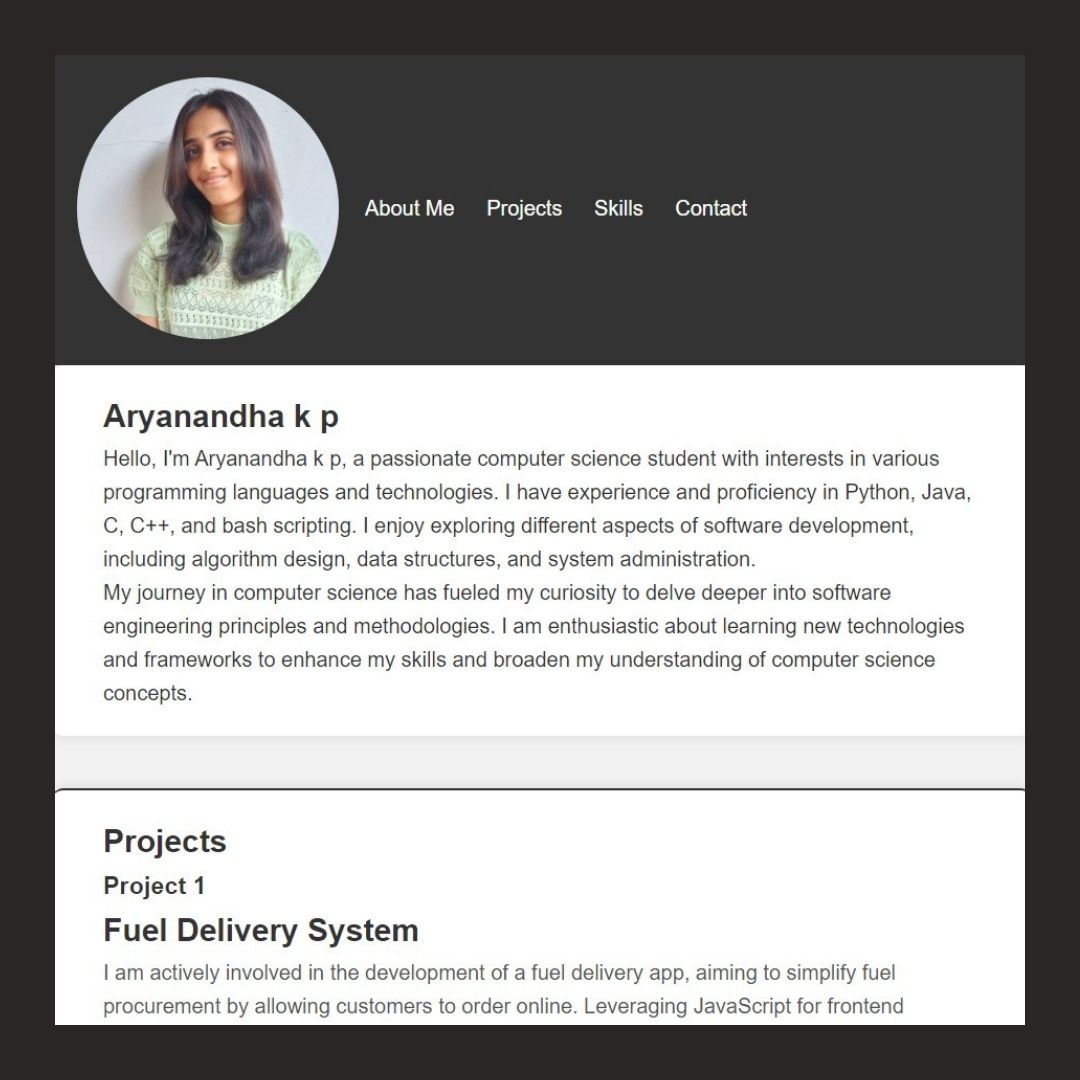 About Me Projects Skills Contact
Aryanandha k p
Hello, I'm Aryanandha k p, a passionate computer science student with interests in various
programming languages and technologies. I have experience and proficiency in Python, Java,
C, C++, and bash scripting. I enjoy exploring different aspects of software development,
including algorithm design, data structures, and system administration.
My journey in computer science has fueled my curiosity to delve deeper into software
engineering principles and methodologies. I am enthusiastic about learning new technologies
and frameworks to enhance my skills and broaden my understanding of computer science
concepts.
Projects
Project 1
Fuel Delivery System
I am actively involved in the development of a fuel delivery app, aiming to simplify fuel
procurement by allowing customers to order online. Leveraging JavaScript for frontend